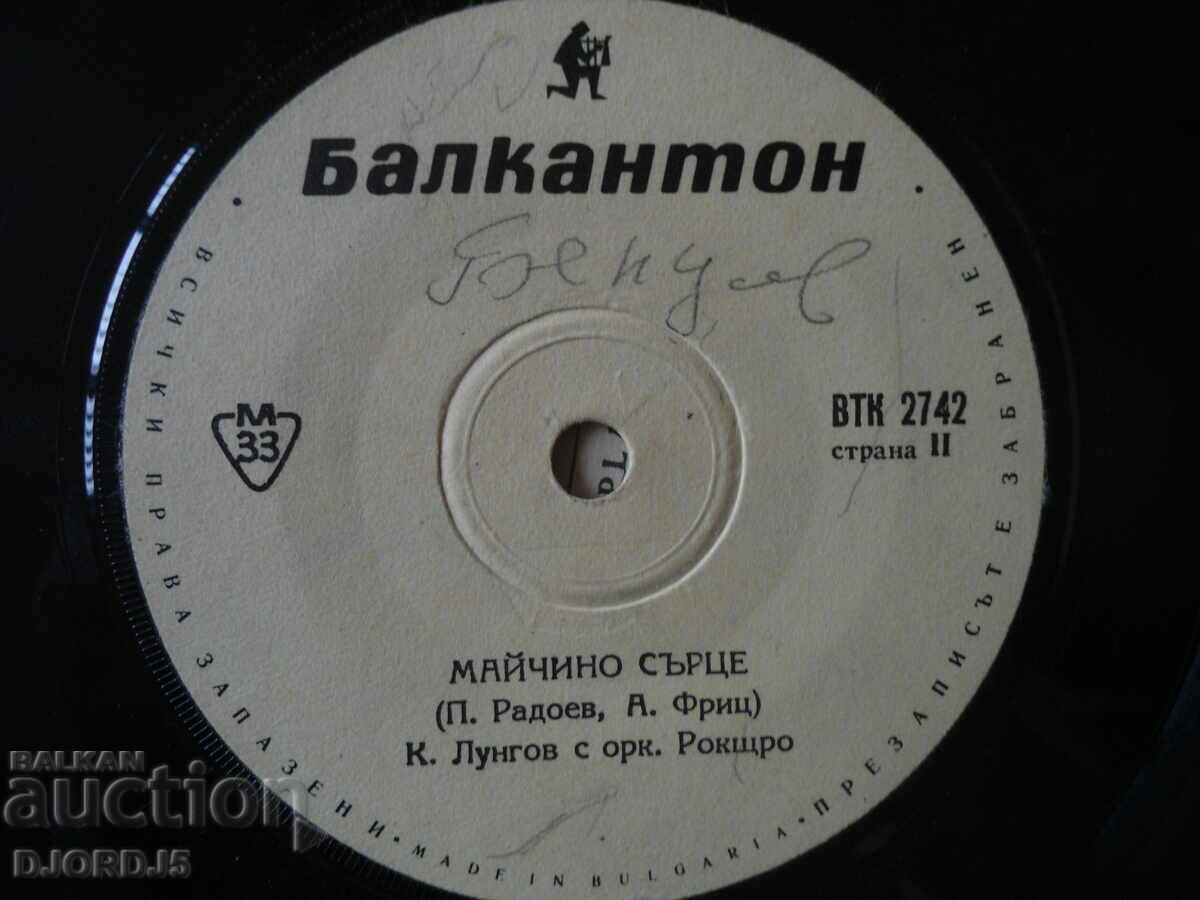 Балкантон
М
33
ВТК 2742
страна II
МАЙЧИНО СЪРЦЕ
(П. Радоев, А. Фриц)
К. Лунгов с орк. Рокщро
ВСИЧКИ ПРАВА ЗАПАЗЕНИ • MADE IN BULGARIA • ПРЕЗАПИСЪТ Е ЗАБРАНЕН
BALKAN
auction
DJORDJ5